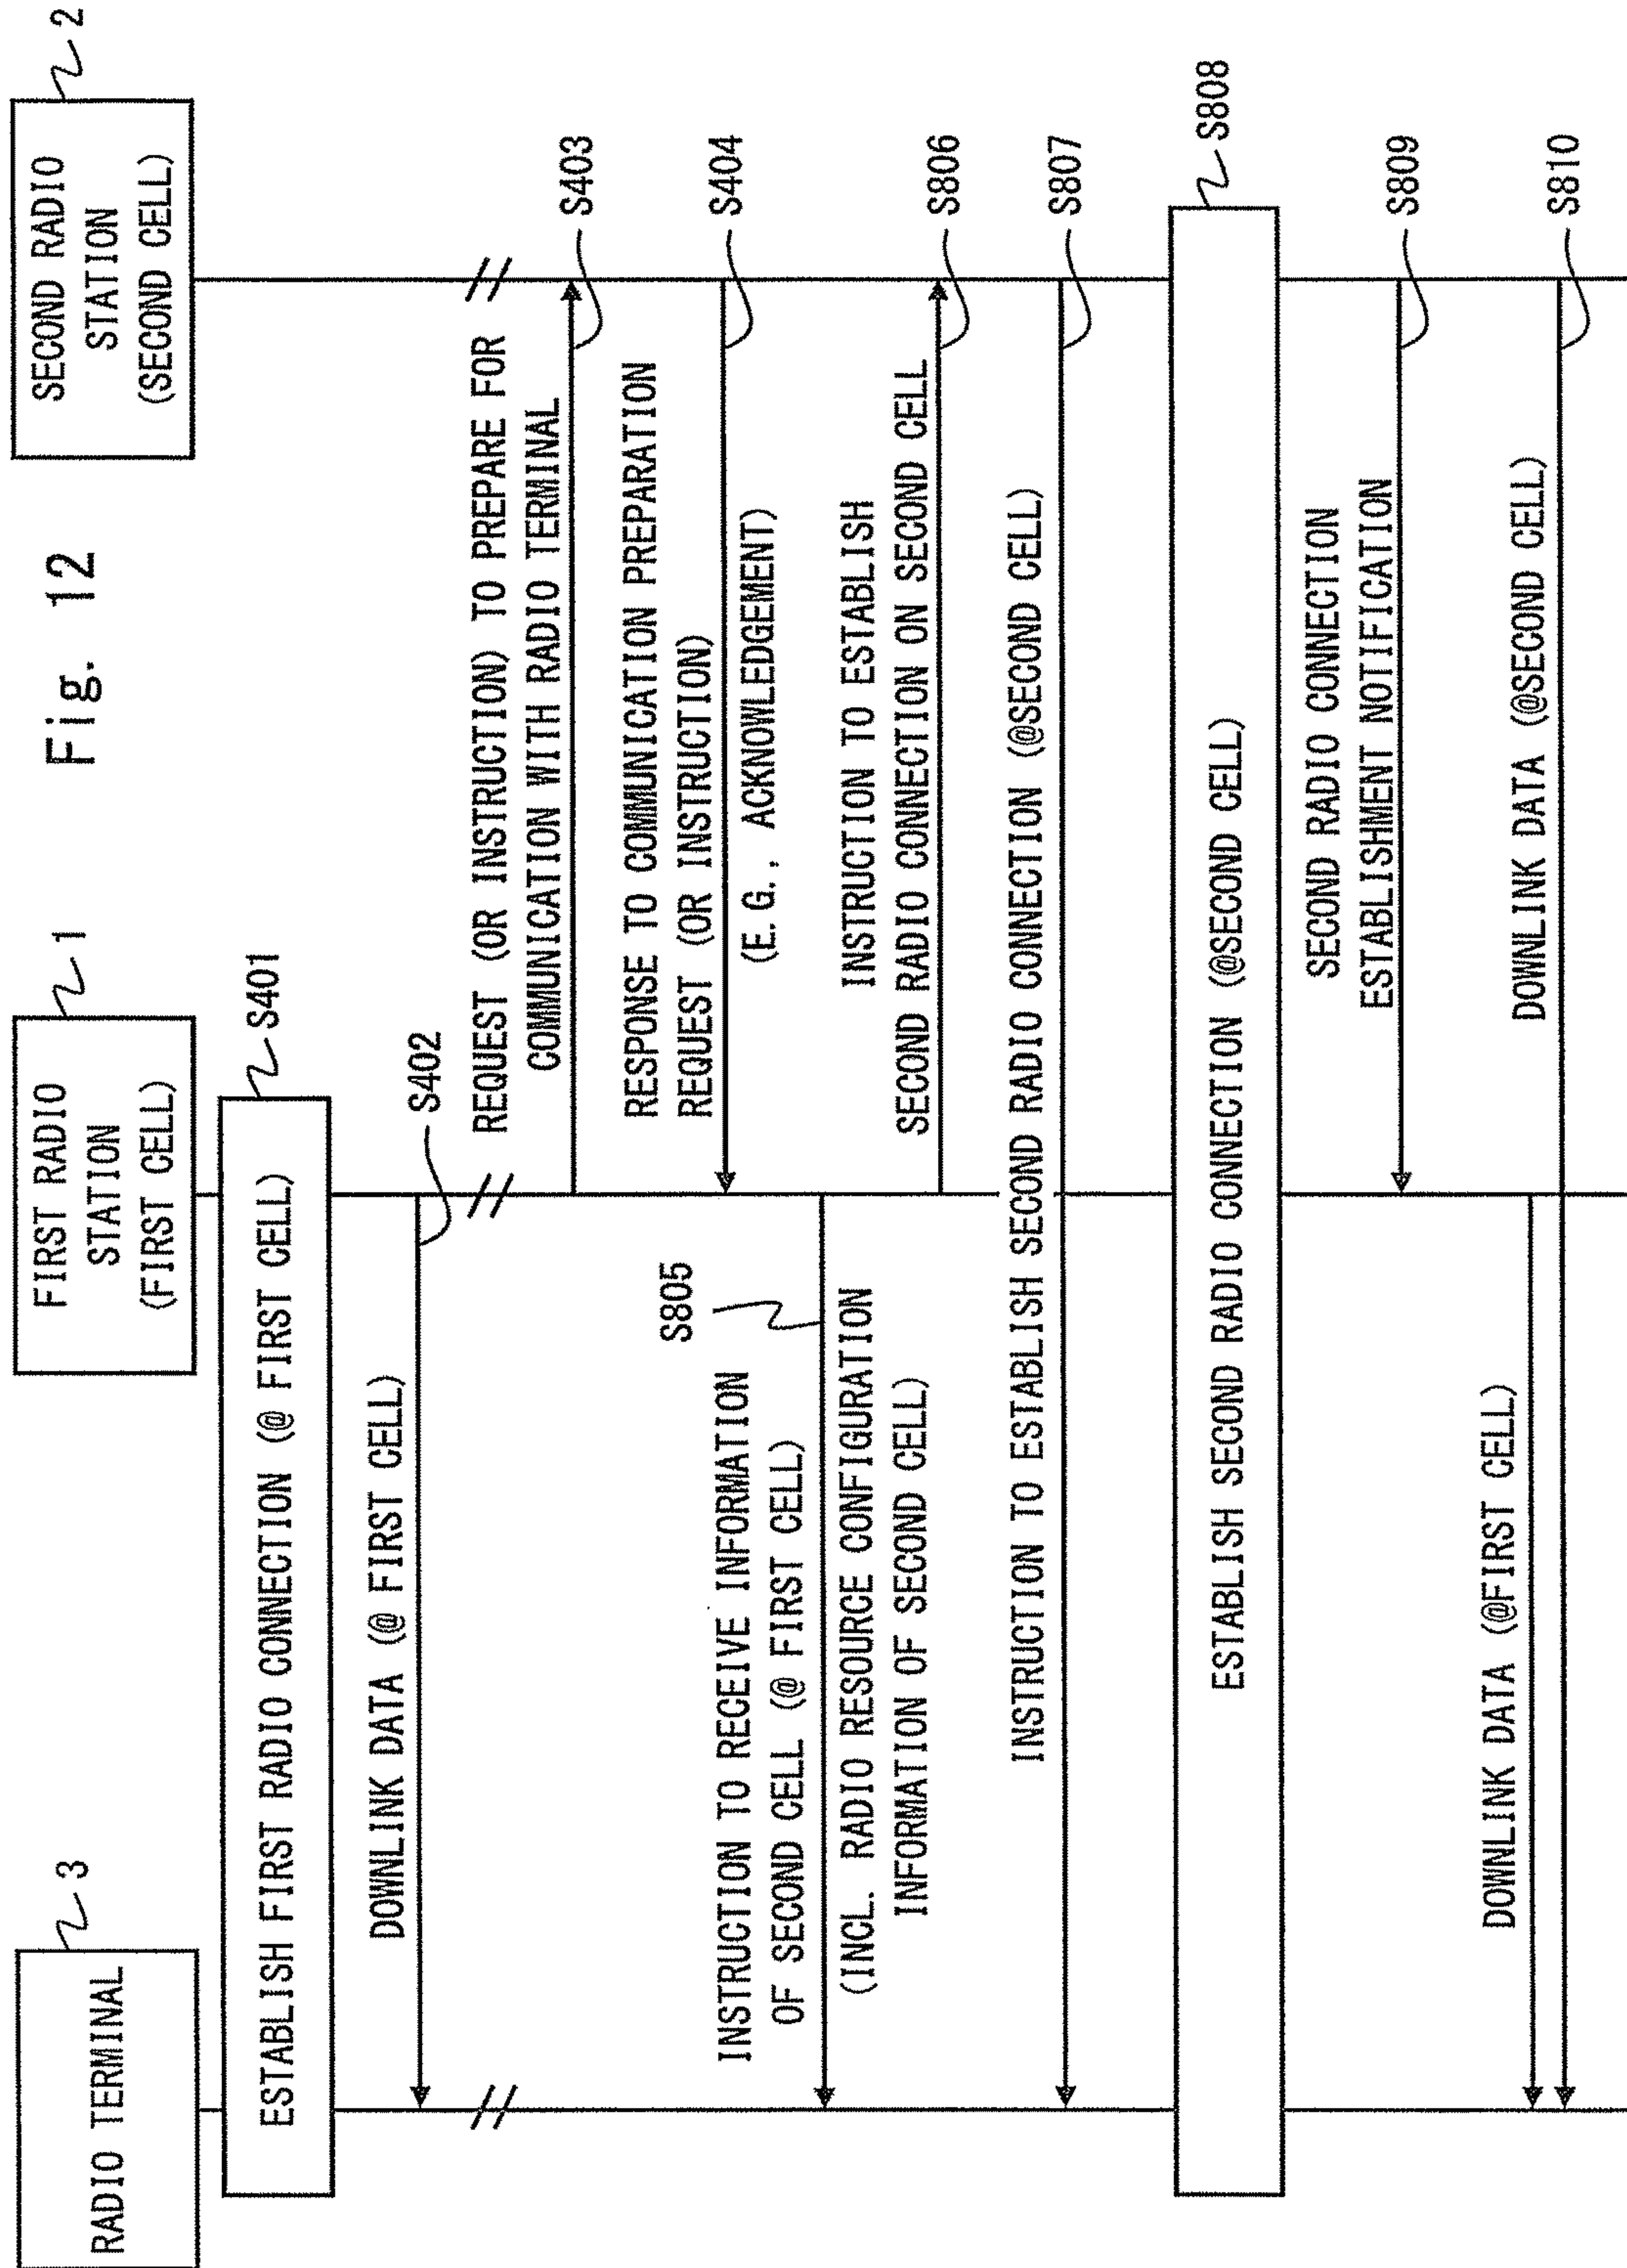 Fig. 12
RADIO TERMINAL
3
FIRST RADIO
STATION
(FIRST CELL)
1
SECOND RADIO
STATION
(SECOND CELL)
2
ESTABLISH FIRST RADIO CONNECTION (@ FIRST CELL)
S401
DOWNLINK DATA (@ FIRST CELL)
S402
REQUEST (OR INSTRUCTION) TO PREPARE FOR
COMMUNICATION WITH RADIO TERMINAL
S403
RESPONSE TO COMMUNICATION PREPARATION
REQUEST (OR INSTRUCTION)
(E. G., ACKNOWLEDGEMENT)
S404
S805
INSTRUCTION TO RECEIVE INFORMATION
OF SECOND CELL (@ FIRST CELL)
(INCL. RADIO RESOURCE CONFIGURATION
INFORMATION OF SECOND CELL)
INSTRUCTION TO ESTABLISH
SECOND RADIO CONNECTION ON SECOND CELL
S806
INSTRUCTION TO ESTABLISH SECOND RADIO CONNECTION (@SECOND CELL)
S807
ESTABLISH SECOND RADIO CONNECTION (@SECOND CELL)
S808
SECOND RADIO CONNECTION
ESTABLISHMENT NOTIFICATION
S809
DOWNLINK DATA (@FIRST CELL)
DOWNLINK DATA (@SECOND CELL)
S810